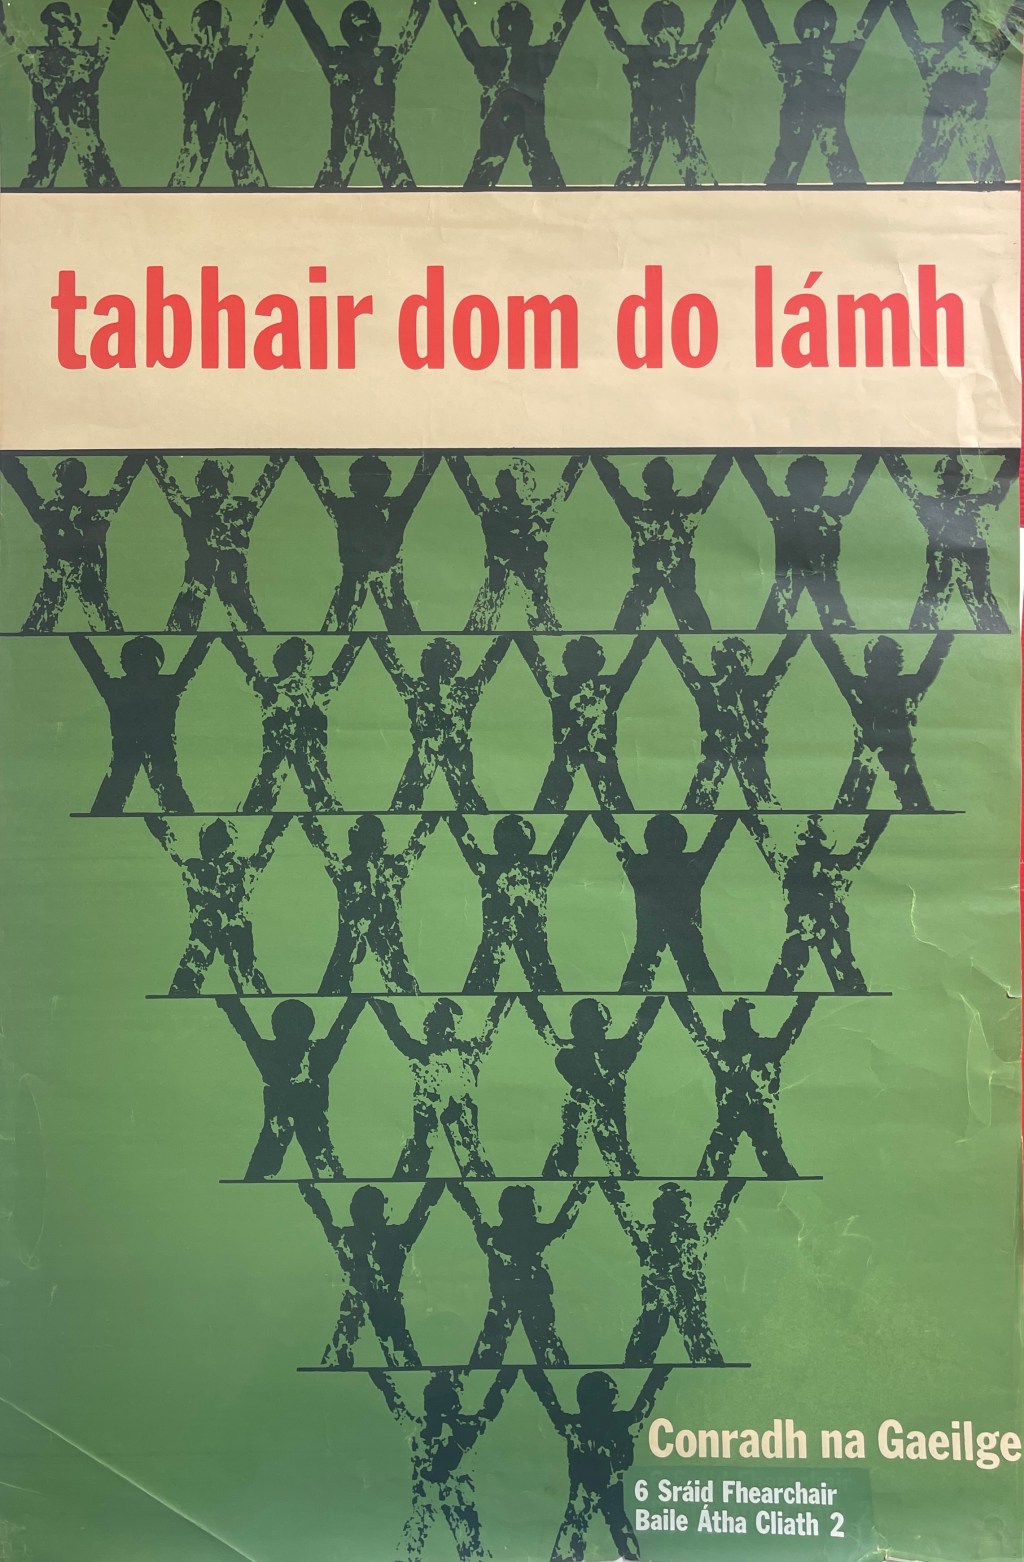 tabhair dom do lámh
Conradh na Gaeilge
6 Sráid Fhearchair
Baile Átha Cliath 2